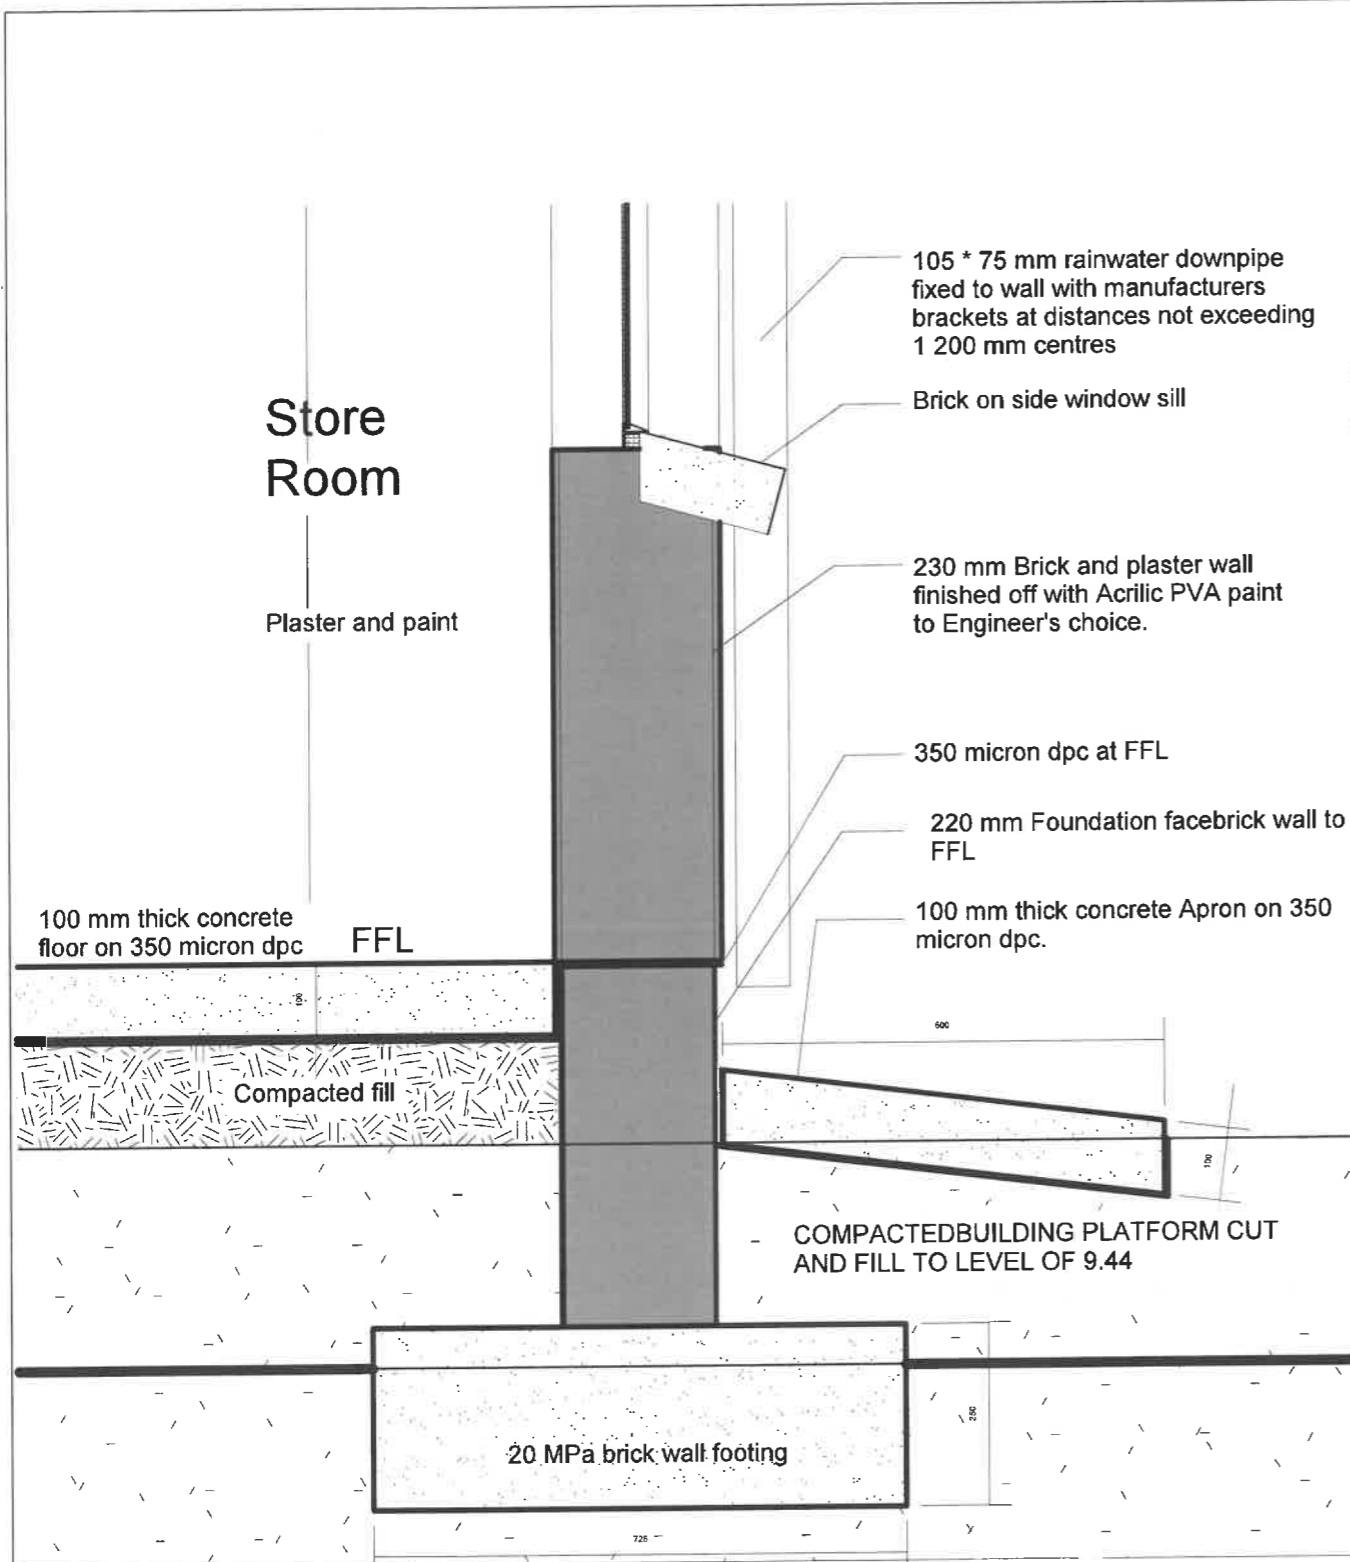 105 * 75 mm rainwater downpipe
fixed to wall with manufacturers
brackets at distances not exceeding
1 200 mm centres
Brick on side window sill
Store
Room
230 mm Brick and plaster wall
finished off with Acrilic PVA paint
to Engineer's choice.
Plaster and paint
350 micron dpc at FFL
220 mm Foundation facebrick wall to
FFL
100 mm thick concrete Apron on 350
micron dpc.
100 mm thick concrete
floor on 350 micron dpc
FFL
100
600
Compacted fill
100
COMPACTEDBUILDING PLATFORM CUT
AND FILL TO LEVEL OF 9.44
250
20 MPa brick wall footing
725